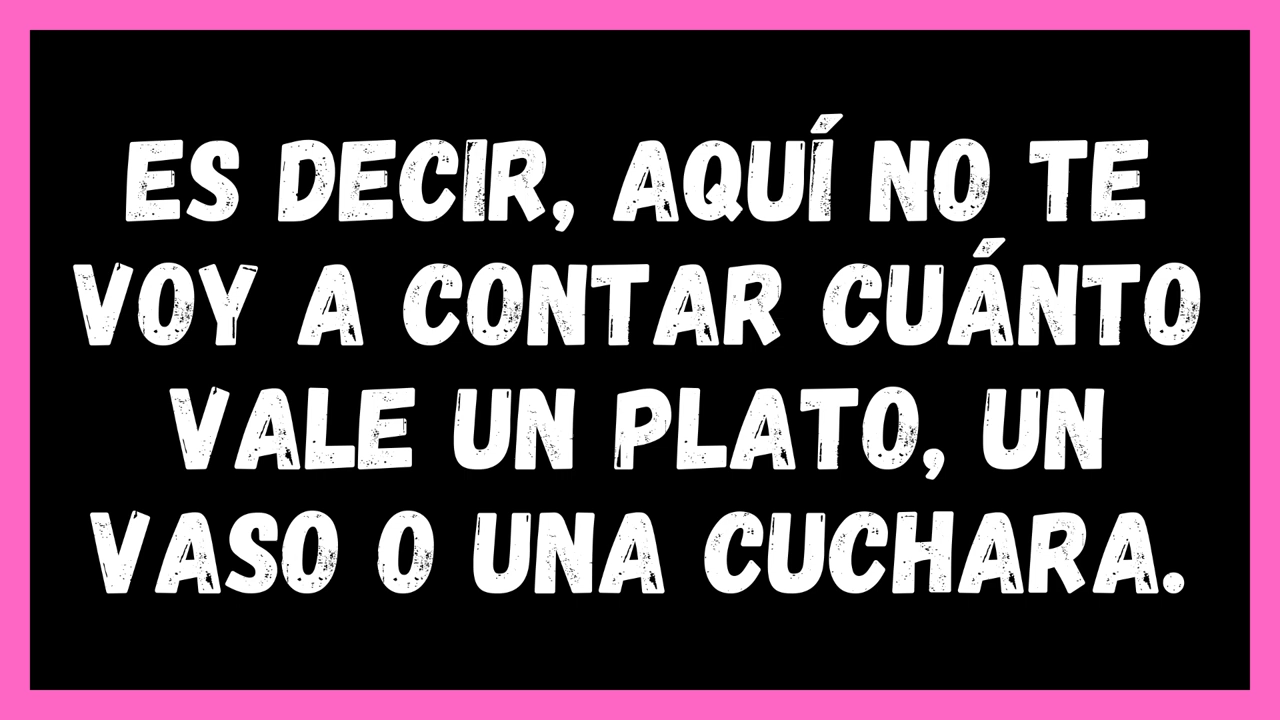 ES DECIR, AQUÍ NO TE
VOY A CONTAR CUÁNTO
VALE UN PLATO, UN
VASO O UNA CUCHARA.